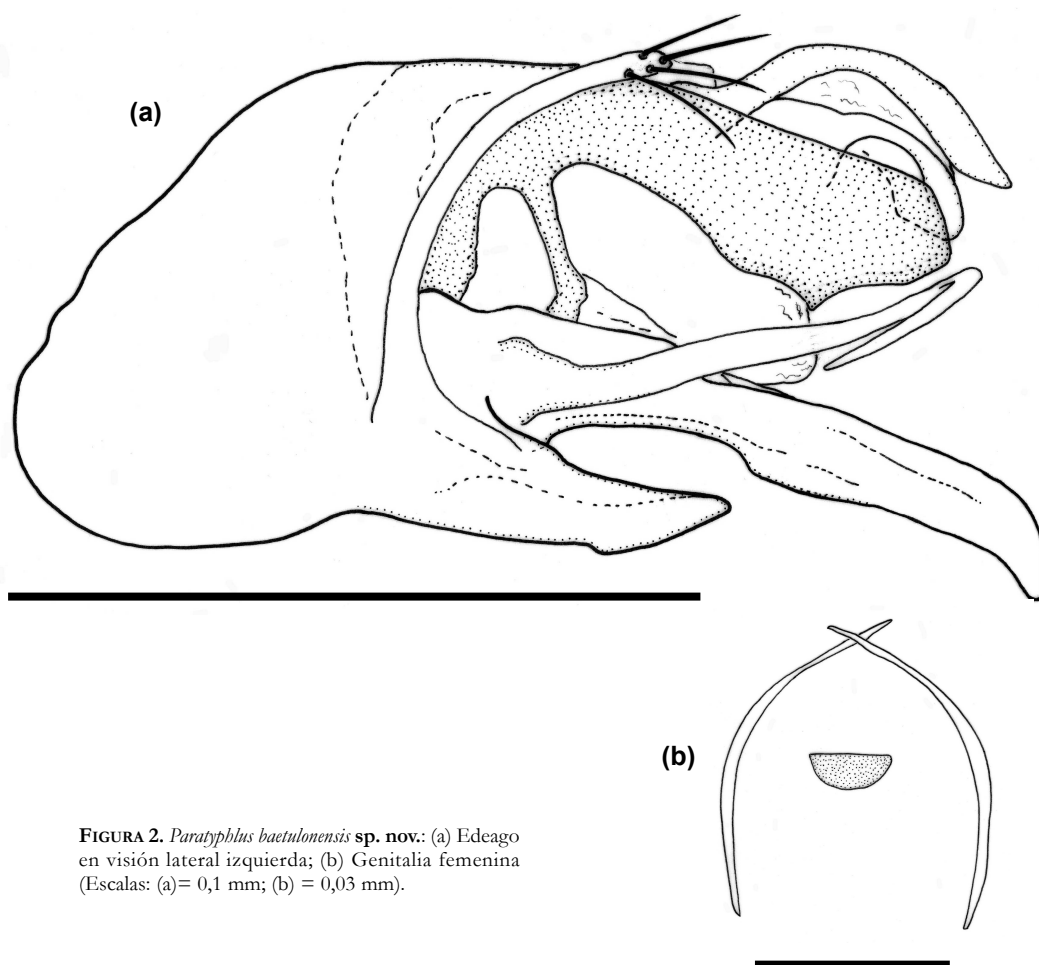 (a)
(b)
FIGURA 2. Paratyphlus baetulonensis sp. nov.: (a) Edeago
en visión lateral izquierda; (b) Genitalia femenina
(Escalas: (a)= 0,1 mm; (b) = 0,03 mm).